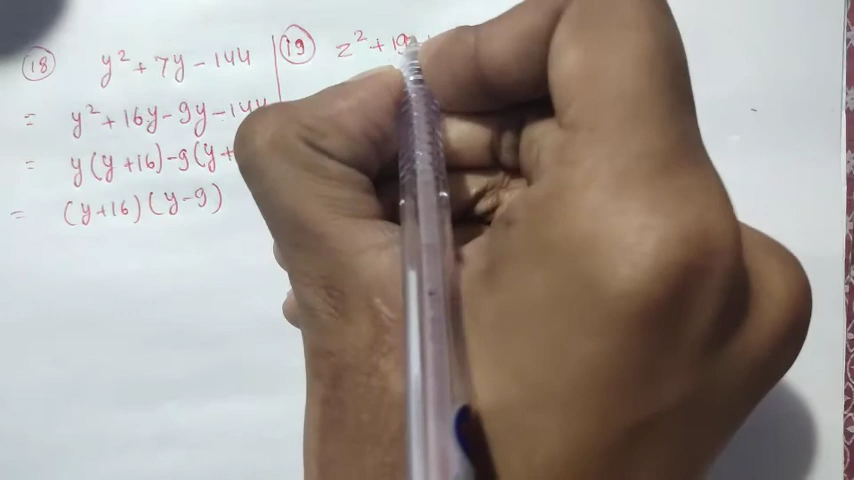 18 y² + 7y - 144
= y² + 16y - 9y - 144
= y(y+16) - 9(y+
= (y+16) (y-9)
19 z² + 19